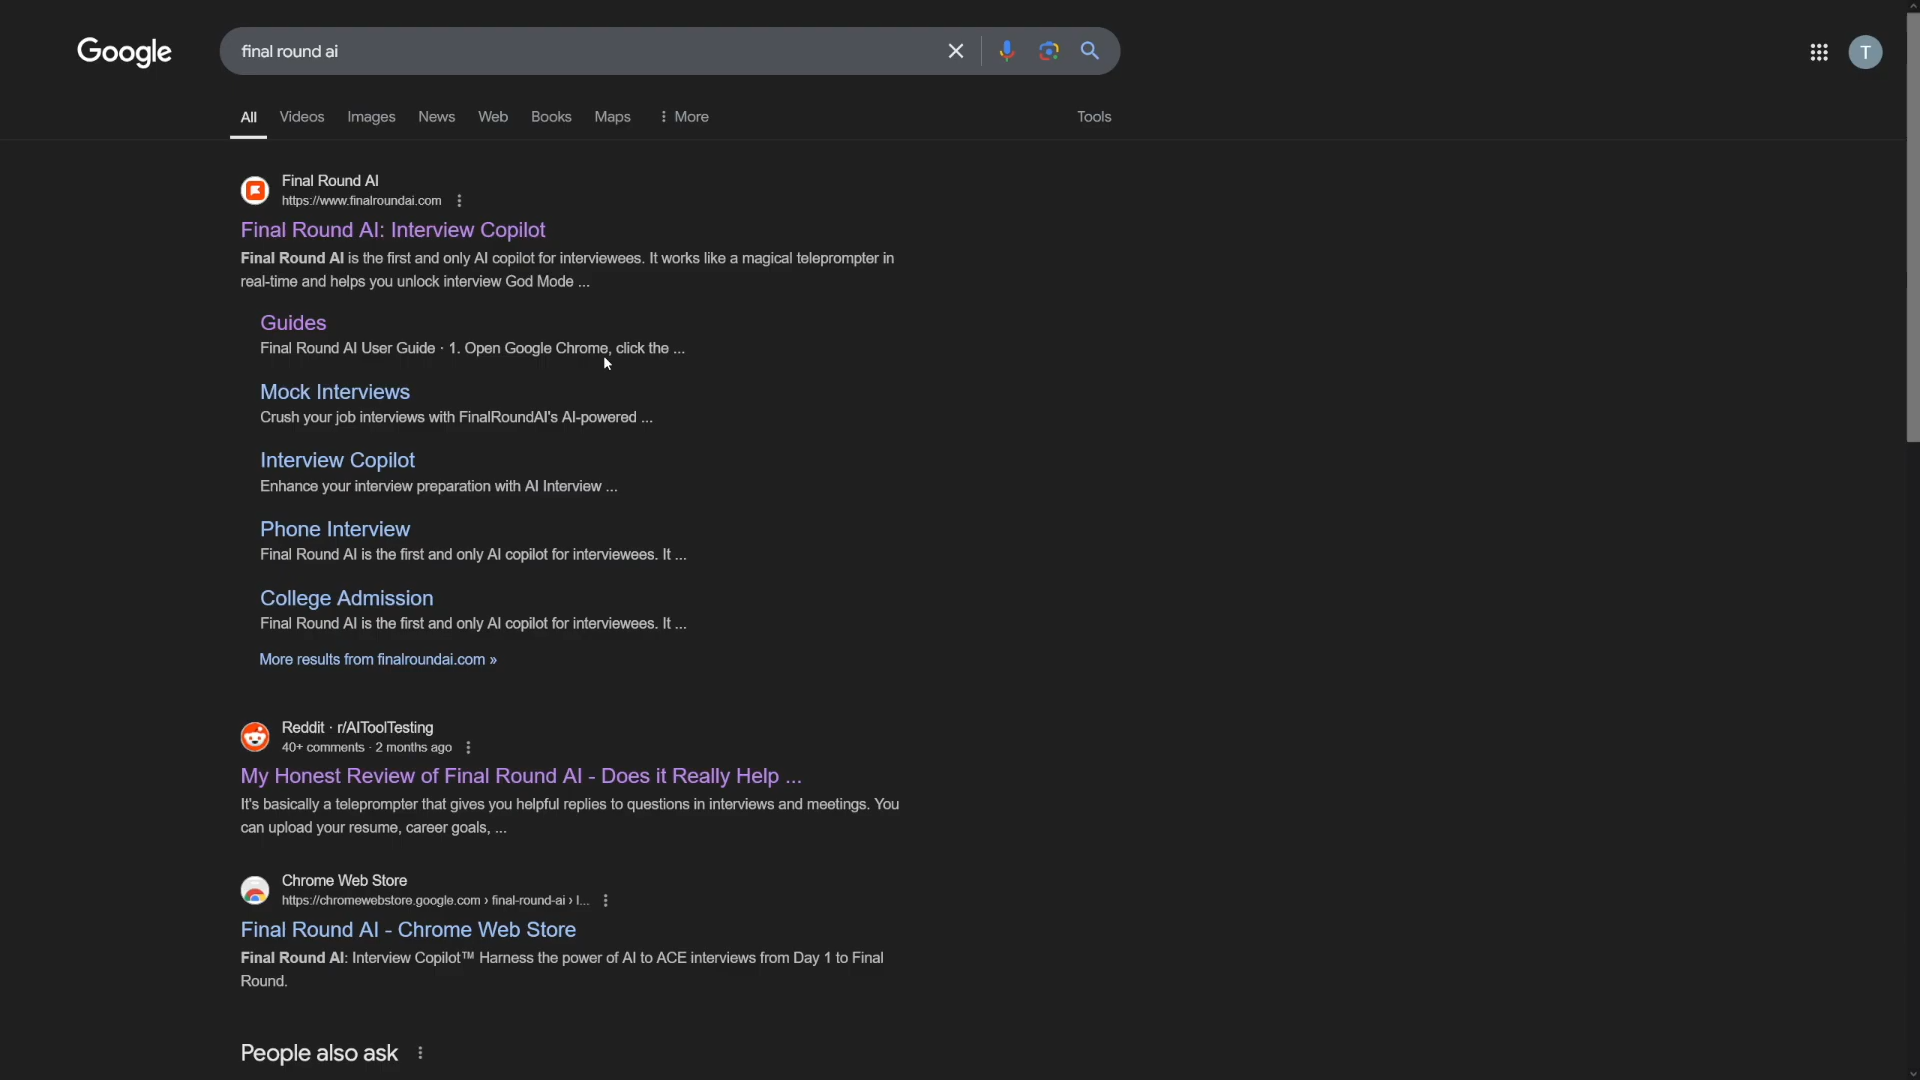 Google
final round ai
T
All Videos Images News Web Books Maps More Tools
Final Round AI
https://www.finalroundai.com
Final Round AI: Interview Copilot
Final Round AI is the first and only AI copilot for interviewees. It works like a magical teleprompter in
real-time and helps you unlock interview God Mode ...
Guides
Final Round AI User Guide · 1. Open Google Chrome, click the ...
Mock Interviews
Crush your job interviews with FinalRoundAI's AI-powered ...
Interview Copilot
Enhance your interview preparation with AI Interview ...
Phone Interview
Final Round AI is the first and only AI copilot for interviewees. It ...
College Admission
Final Round AI is the first and only AI copilot for interviewees. It ...
More results from finalroundai.com »
Reddit · r/AIToolTesting
40+ comments · 2 months ago
My Honest Review of Final Round AI - Does it Really Help ...
It's basically a teleprompter that gives you helpful replies to questions in interviews and meetings. You
can upload your resume, career goals, ...
Chrome Web Store
https://chromewebstore.google.com › final-round-ai › l...
Final Round AI - Chrome Web Store
Final Round AI: Interview Copilot™ Harness the power of AI to ACE interviews from Day 1 to Final
Round.
People also ask